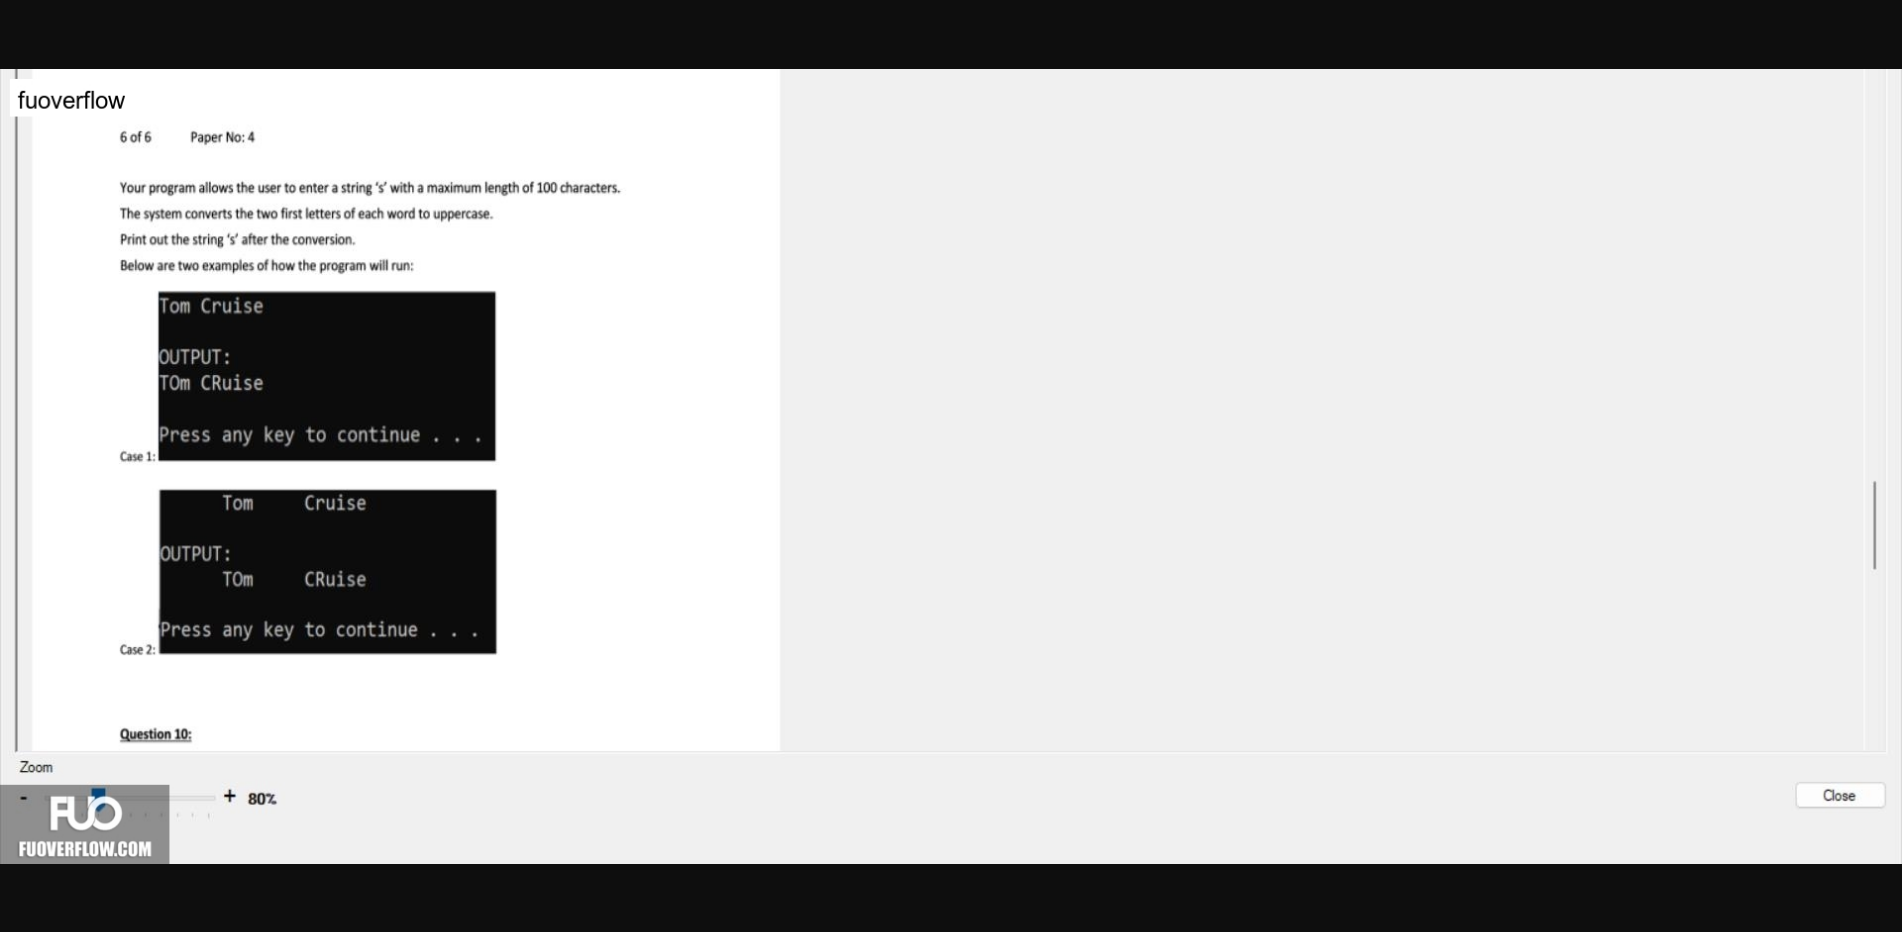 fuoverflow
6 of 6 Paper No: 4
Your program allows the user to enter a string ‘s’ with a maximum length of 100 characters.
The system converts the two first letters of each word to uppercase.
Print out the string ‘s’ after the conversion.
Below are two examples of how the program will run:
Tom Cruise
OUTPUT:
TOm CRuise
Press any key to continue . . .
Case 1:
Tom Cruise
OUTPUT:
TOm CRuise
Press any key to continue . . .
Case 2:
Question 10:
Zoom
- + 80%
Close
FUO
FUOVERFLOW.COM